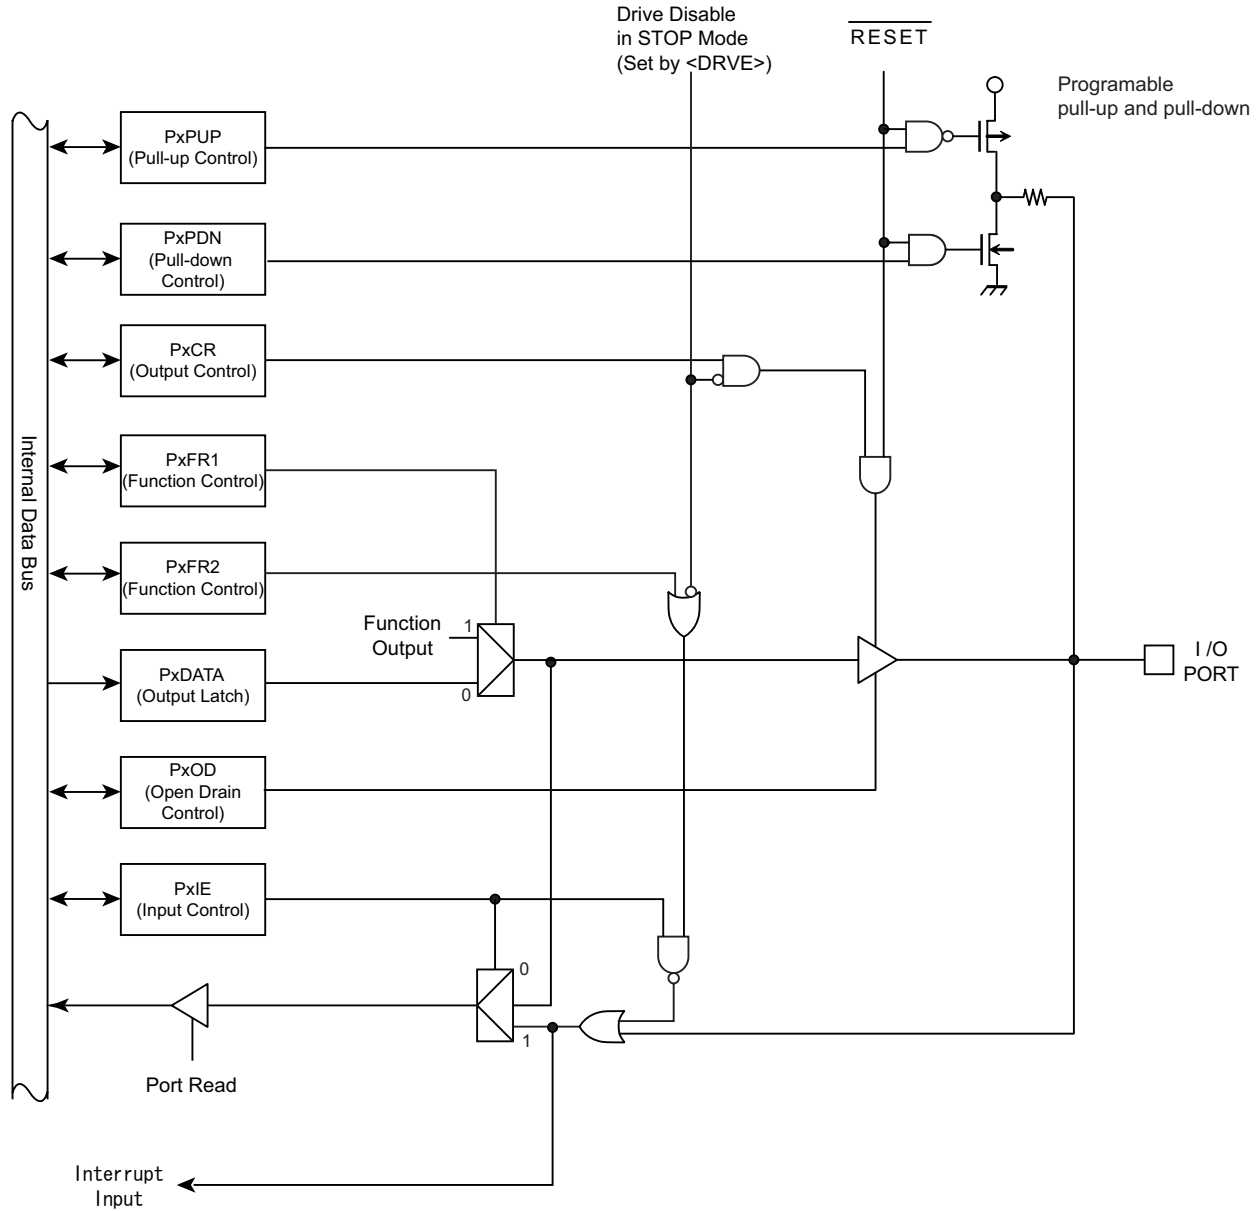 Drive Disable
in STOP Mode
(Set by <DRVE>)
RESET
Programable
pull-up and pull-down
PxPUP
(Pull-up Control)
PxPDN
(Pull-down
Control)
PxCR
(Output Control)
PxFR1
(Function Control)
Internal Data Bus
PxFR2
(Function Control)
Function
Output
1
0
PxDATA
(Output Latch)
I /O
PORT
PxOD
(Open Drain
Control)
PxIE
(Input Control)
0
1
Port Read
Interrupt
Input